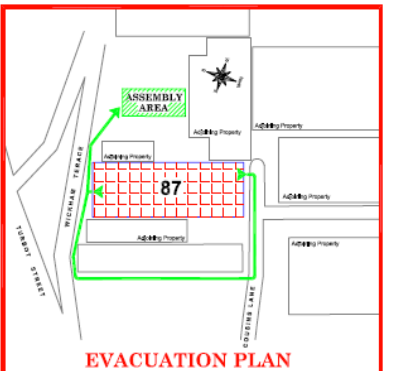 ASSEMBLY
AREA
Adjoining Property
Adjoining Property
Adjoining Property
WICKHAM TERACE
87
Adjoining Property
TURBOT STREET
Adjoining Property
Adjoining Property
COUSINS LANE
EVACUATION PLAN